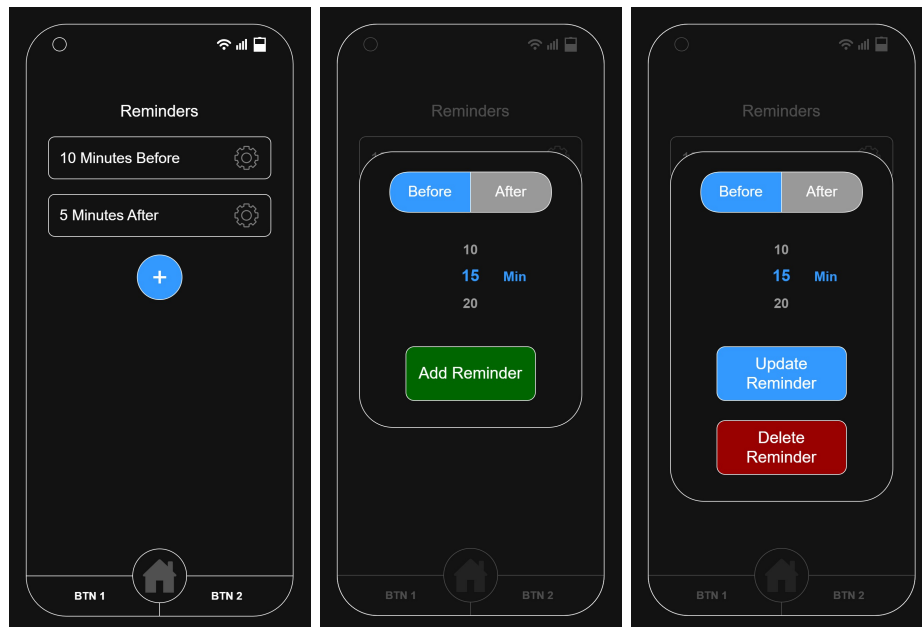 Reminders
10 Minutes Before
5 Minutes After
+
BTN 1
BTN 2
Reminders
Before After
10
15 Min
20
Add Reminder
BTN 1
BTN 2
Reminders
Before After
10
15 Min
20
Update
Reminder
Delete
Reminder
BTN 1
BTN 2